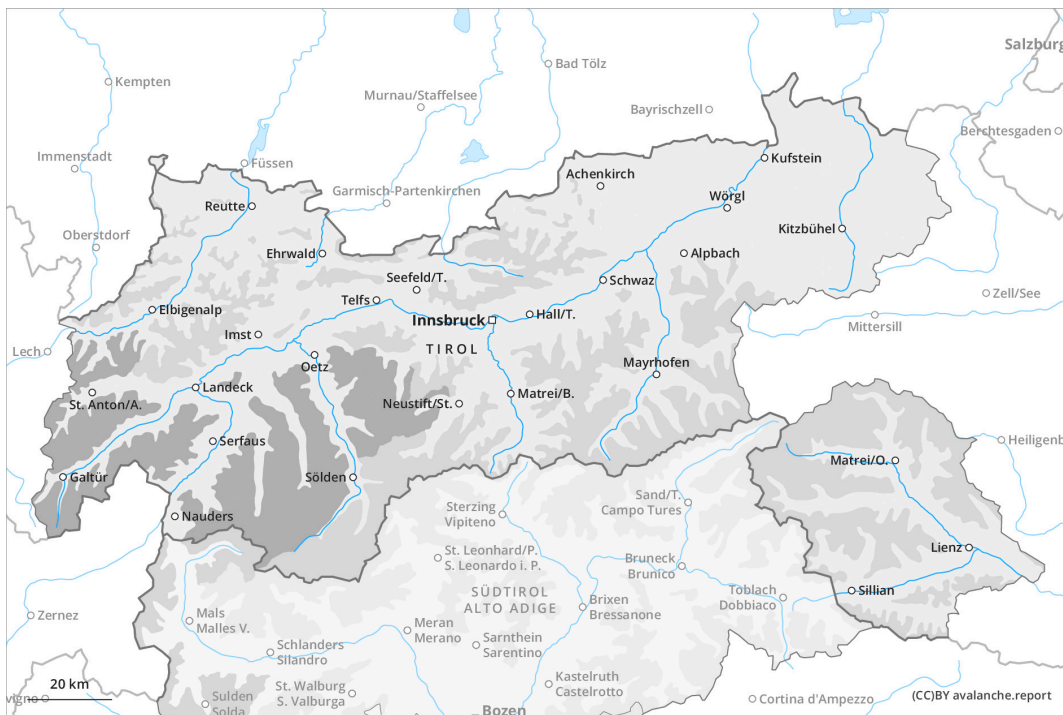 Salzburg
Kempten
Bad Tölz
Murnau/Staffelsee
Bayrischzell
Berchtesgaden
Immenstadt
Füssen
Kufstein
Achenkirch
Garmisch-Partenkirchen
Reutte
Wörgl
Oberstdorf
Kitzbühel
Ehrwald
Alpbach
Seefeld/T.
Schwaz
Telfs
Zell/See
Elbigenalp
Innsbruck
Hall/T.
Mittersill
Imst
TIROL
Lech
Oetz
Mayrhofen
Landeck
St. Anton/A.
Neustift/St.
Matrei/B.
Serfaus
Heiligenb
Matrei/O.
Galtür
Sölden
Sand/T.
Campo Tures
Sterzing
Vipiteno
Nauders
Lienz
St. Leonhard/P.
S. Leonardo i. P.
Bruneck
Brunico
SÜDTIROL
ALTO ADIGE
Toblach
Dobbiaco
Sillian
Zernez
Mals
Malles V.
Brixen
Bressanone
Meran
Merano
Sarnthein
Sarentino
Schlanders
Silandro
Kastelruth
Castelrotto
20 km
St. Walburg
S. Valburga
vigno
Sulden
Solda
Cortina d'Ampezzo
(CC)BY avalanche.report
Bozen